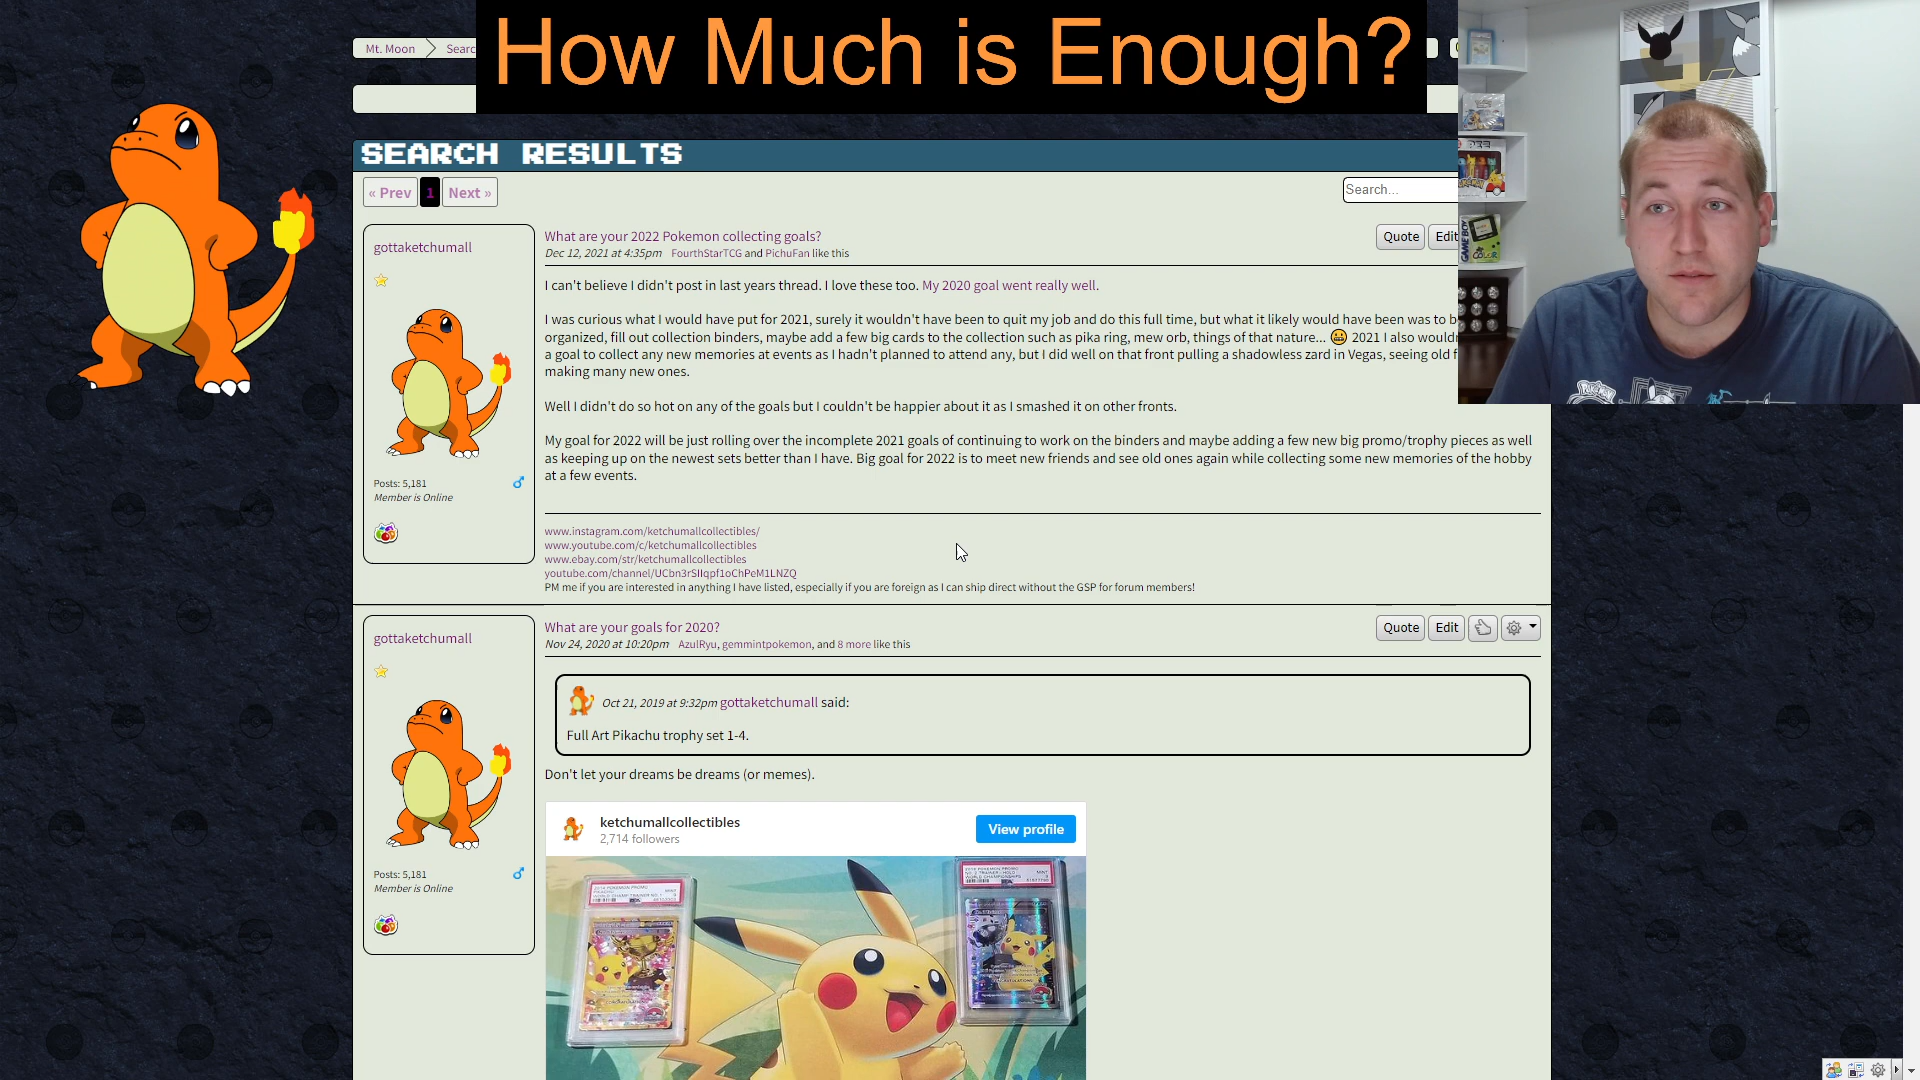 How Much is Enough?
Mt. Moon
SEARCH RESULTS
« Prev 1 Next »
Search...
gottaketchumall
What are your 2022 Pokemon collecting goals?
Quote
Edit
Dec 12, 2021 at 4:35pm FourthStarTCG and PichuFan like this
I can't believe I didn't post in last years thread. I love these too. My 2020 goal went really well.
I was curious what I would have put for 2021, surely it wouldn't have been to quit my job and do this full time, but what it likely would have been was to
organized, fill out collection binders, maybe add a few big cards to the collection such as pika ring, mew orb, things of that nature... 😬 2021 I also
a goal to collect any new memories at events as I hadn't planned to attend any, but I did well on that front pulling a shadowless zard in Vegas, seeing old
making many new ones.
Well I didn't do so hot on any of the goals but I couldn't be happier about it as I smashed it on other fronts.
My goal for 2022 will be just rolling over the incomplete 2021 goals of continuing to work on the binders and maybe adding a few new big promo/trophy pieces as well
as keeping up on the newest sets better than I have. Big goal for 2022 is to meet new friends and see old ones again while collecting some new memories of the hobby
at a few events.
Posts: 5,181
Member is Online
www.instagram.com/ketchumallcollectibles/
www.youtube.com/c/ketchumallcollectibles
www.ebay.com/str/ketchumallcollectibles
PM me if you are interested in anything I have listed, especially if you are foreign as I can ship direct without the GSP for forum members!
gottaketchumall
What are your goals for 2020?
Quote
Edit
Nov 24, 2020 at 10:20pm AzulRyu, gemmintpokemon, and 8 more like this
Oct 21, 2019 at 9:32pm gottaketchumall said:
Full Art Pikachu trophy set 1-4.
Don't let your dreams be dreams (or memes).
ketchumallcollectibles
2,714 followers
View profile
Posts: 5,181
Member is Online
GAME BOY
COLOR